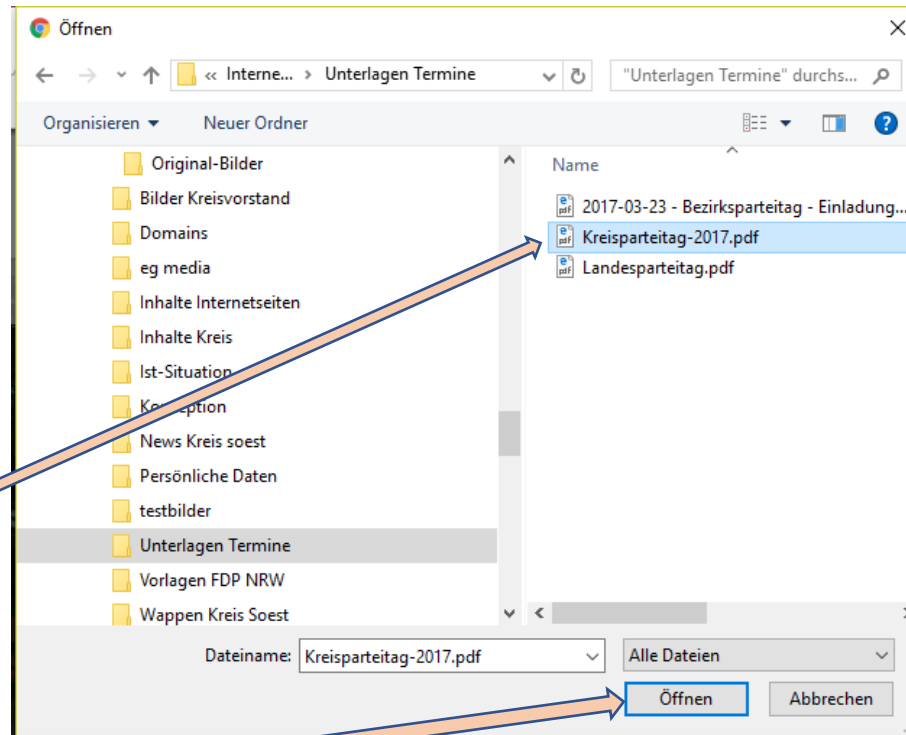 Öffnen
« Interne... › Unterlagen Termine
"Unterlagen Termine" durchs...
Organisieren
Neuer Ordner
Original-Bilder
Bilder Kreisvorstand
Domains
eg media
Inhalte Internetseiten
Inhalte Kreis
Ist-Situation
Konzeption
News Kreis soest
Persönliche Daten
testbilder
Unterlagen Termine
Vorlagen FDP NRW
Wappen Kreis Soest
Name
2017-03-23 - Bezirksparteitag - Einladung...
Kreisparteitag-2017.pdf
Landesparteitag.pdf
Dateiname: Kreisparteitag-2017.pdf
Alle Dateien
Öffnen
Abbrechen